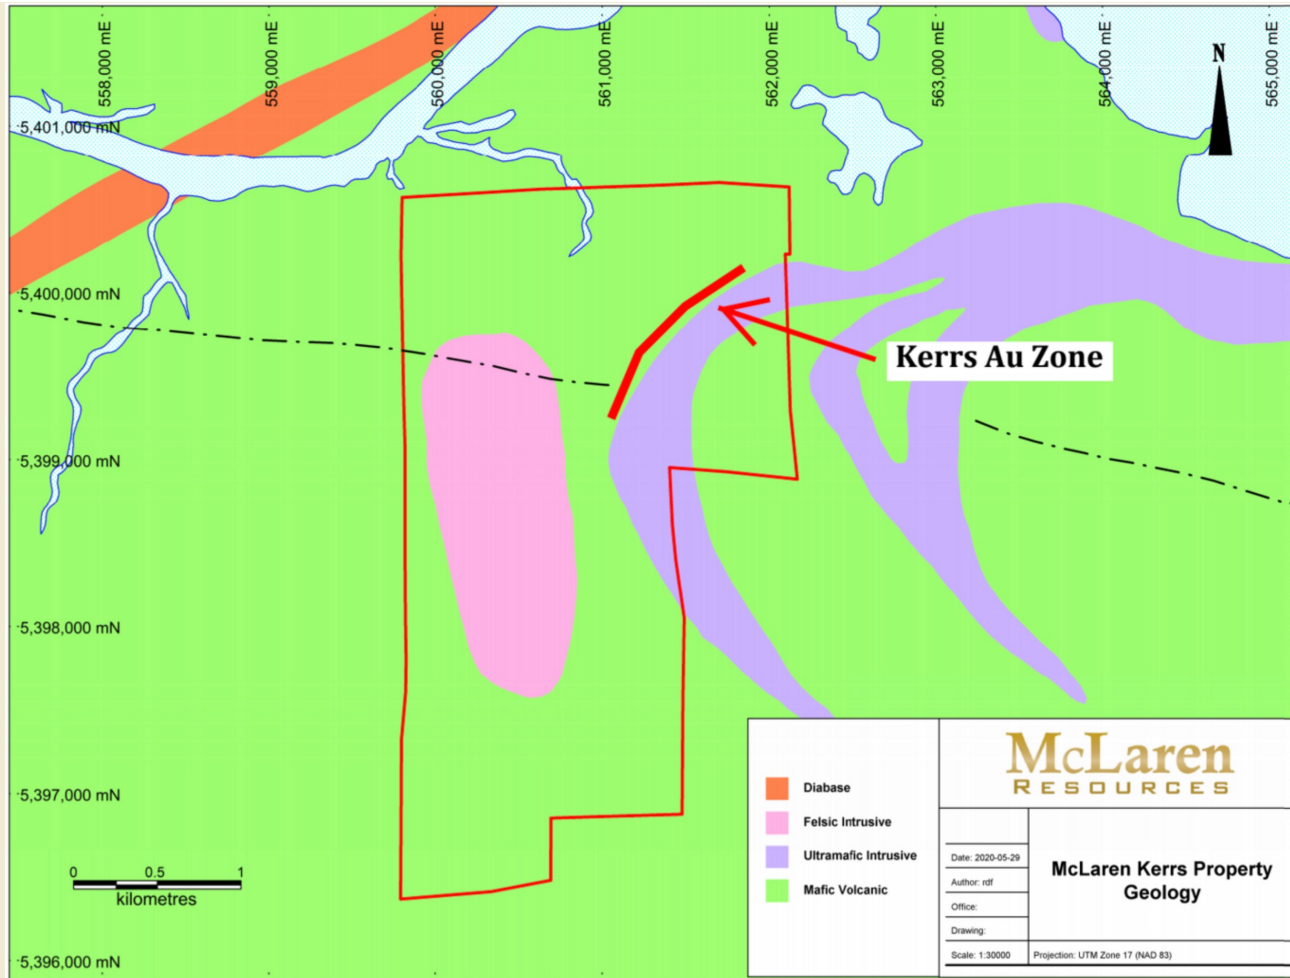 558,000 mE
559,000 mE
560,000 mE
561,000 mE
562,000 mE
563,000 mE
564,000 mE
565,000 mE
N
5,401,000 mN
5,400,000 mN
Kerrs Au Zone
5,399,000 mN
5,398,000 mN
5,397,000 mN
5,396,000 mN
0 0.5 1
kilometres
Diabase
Felsic Intrusive
Ultramafic Intrusive
Mafic Volcanic
McLaren
RESOURCES
Date: 2020-05-29
Author: rdf
Office:
Drawing:
Scale: 1:30000
McLaren Kerrs Property
Geology
Projection: UTM Zone 17 (NAD 83)